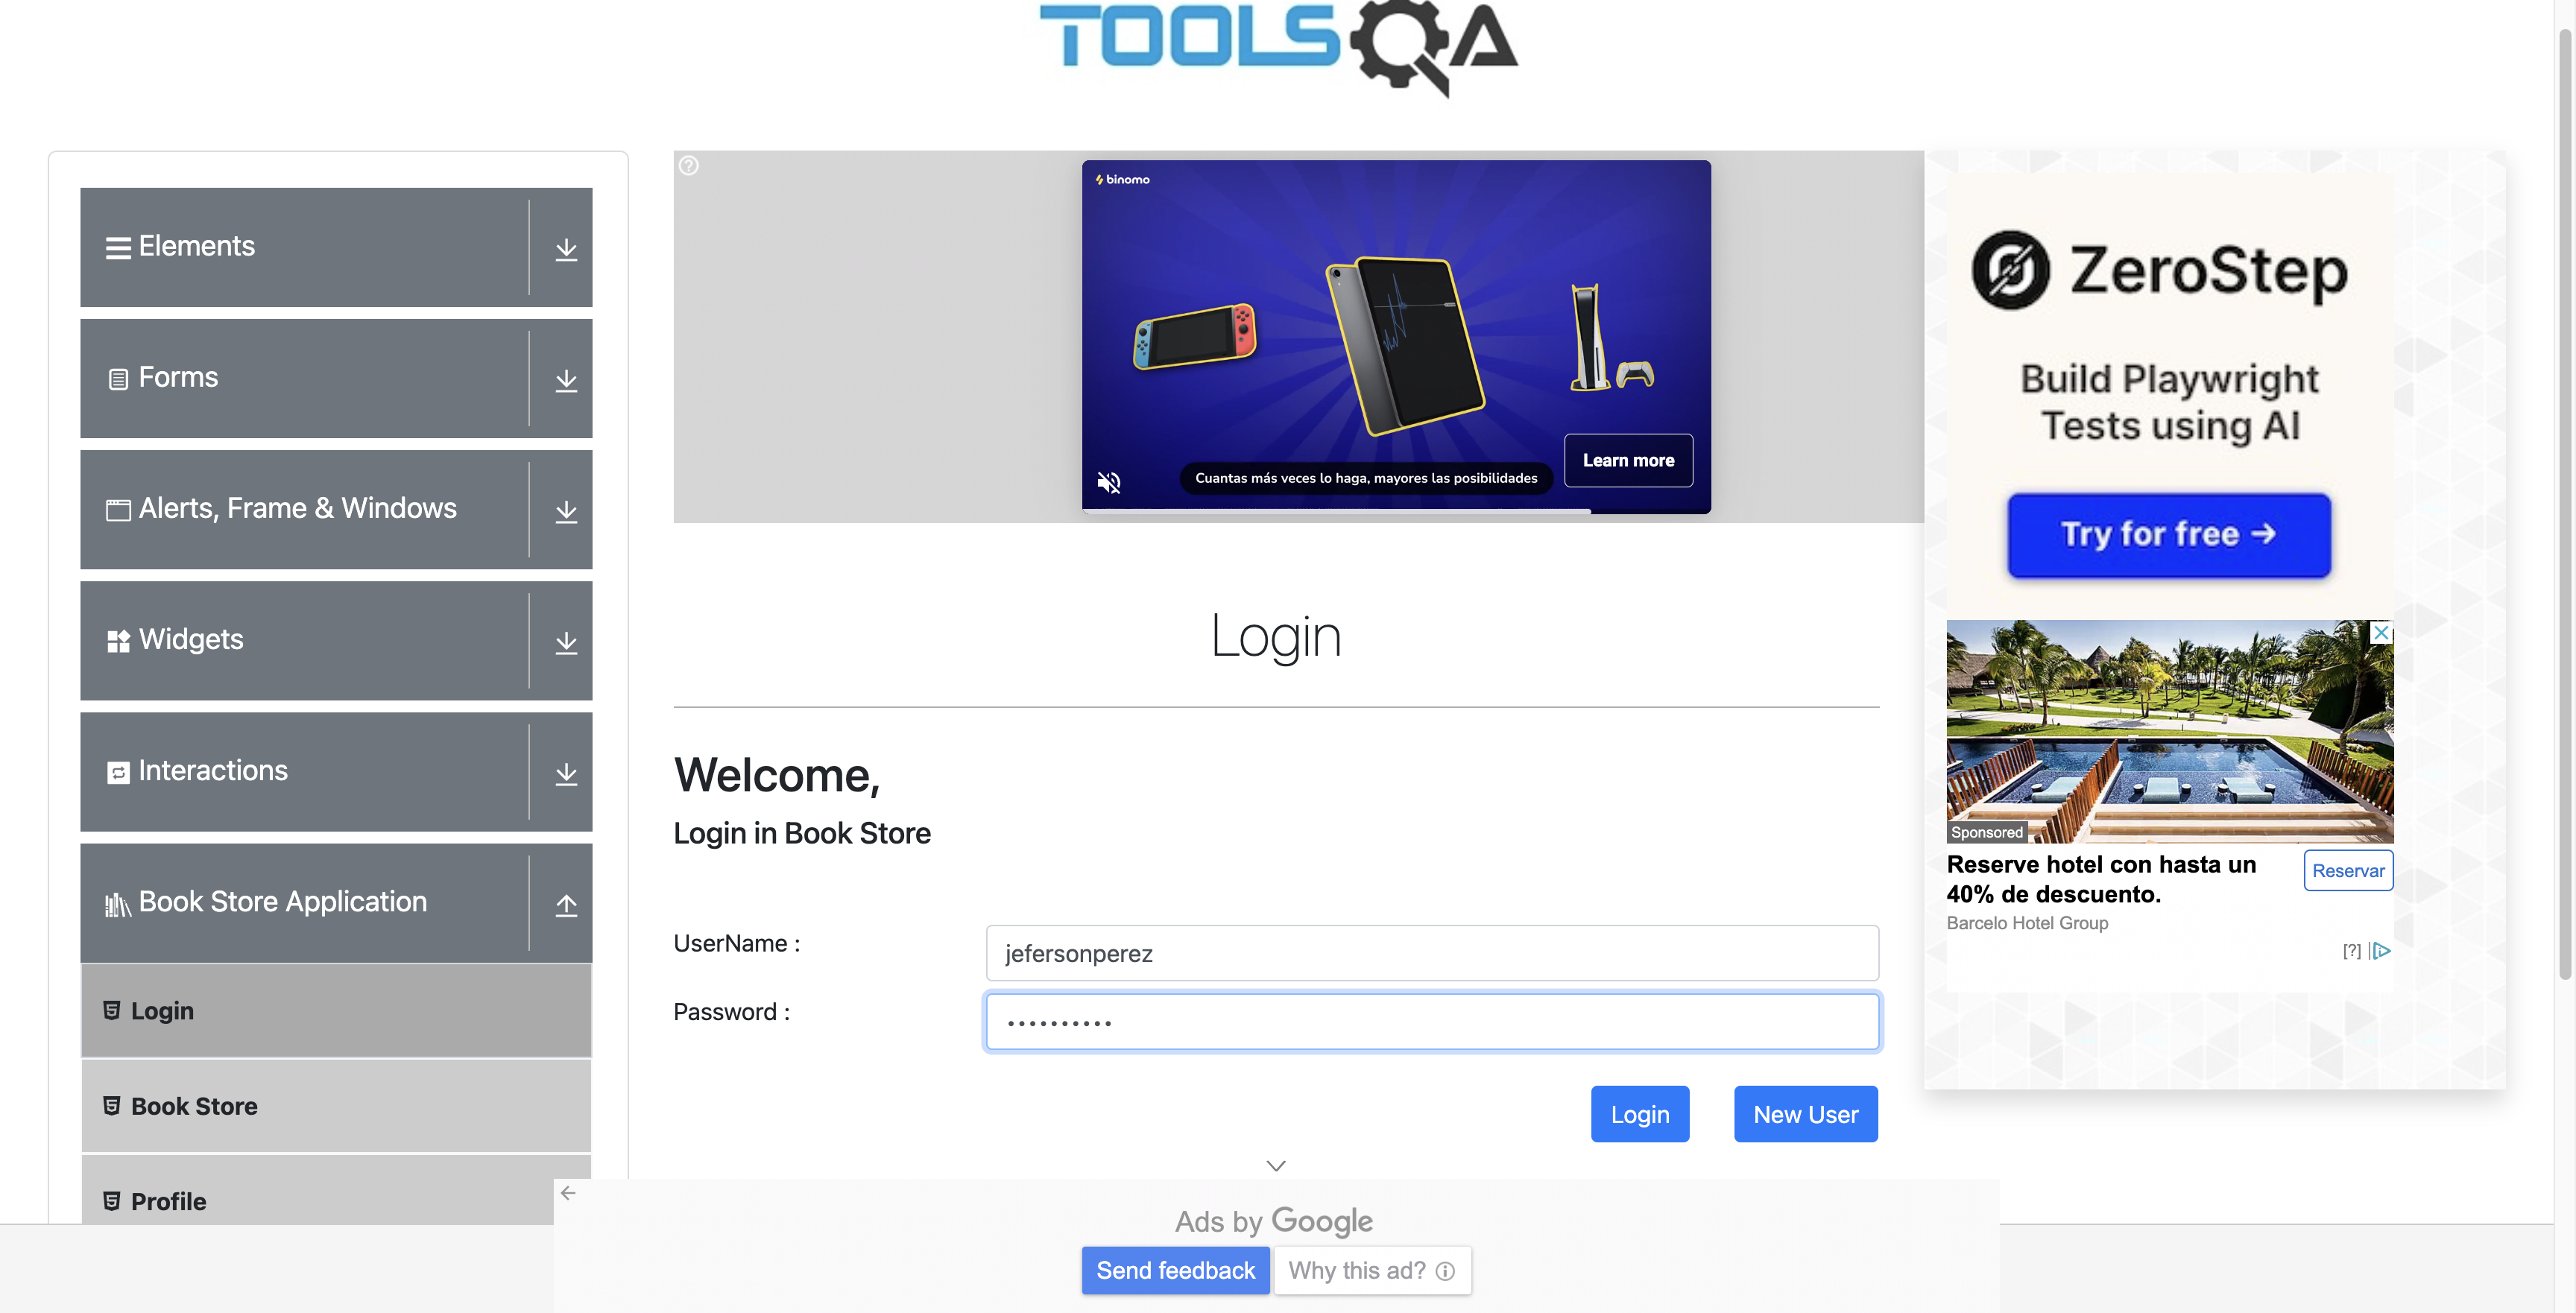 TOOLSQA
Elements
Forms
Alerts, Frame & Windows
Widgets
Interactions
Book Store Application
Login
Book Store
Profile
binomo
Cuantas más veces lo haga, mayores las posibilidades
Learn more
Login
Welcome,
Login in Book Store
UserName :
jefersonperez
Password :
Login
New User
ZeroStep
Build Playwright
Tests using AI
Try for free →
Sponsored
Reserve hotel con hasta un
40% de descuento.
Reservar
Barcelo Hotel Group
[?]
Ads by Google
Send feedback
Why this ad?